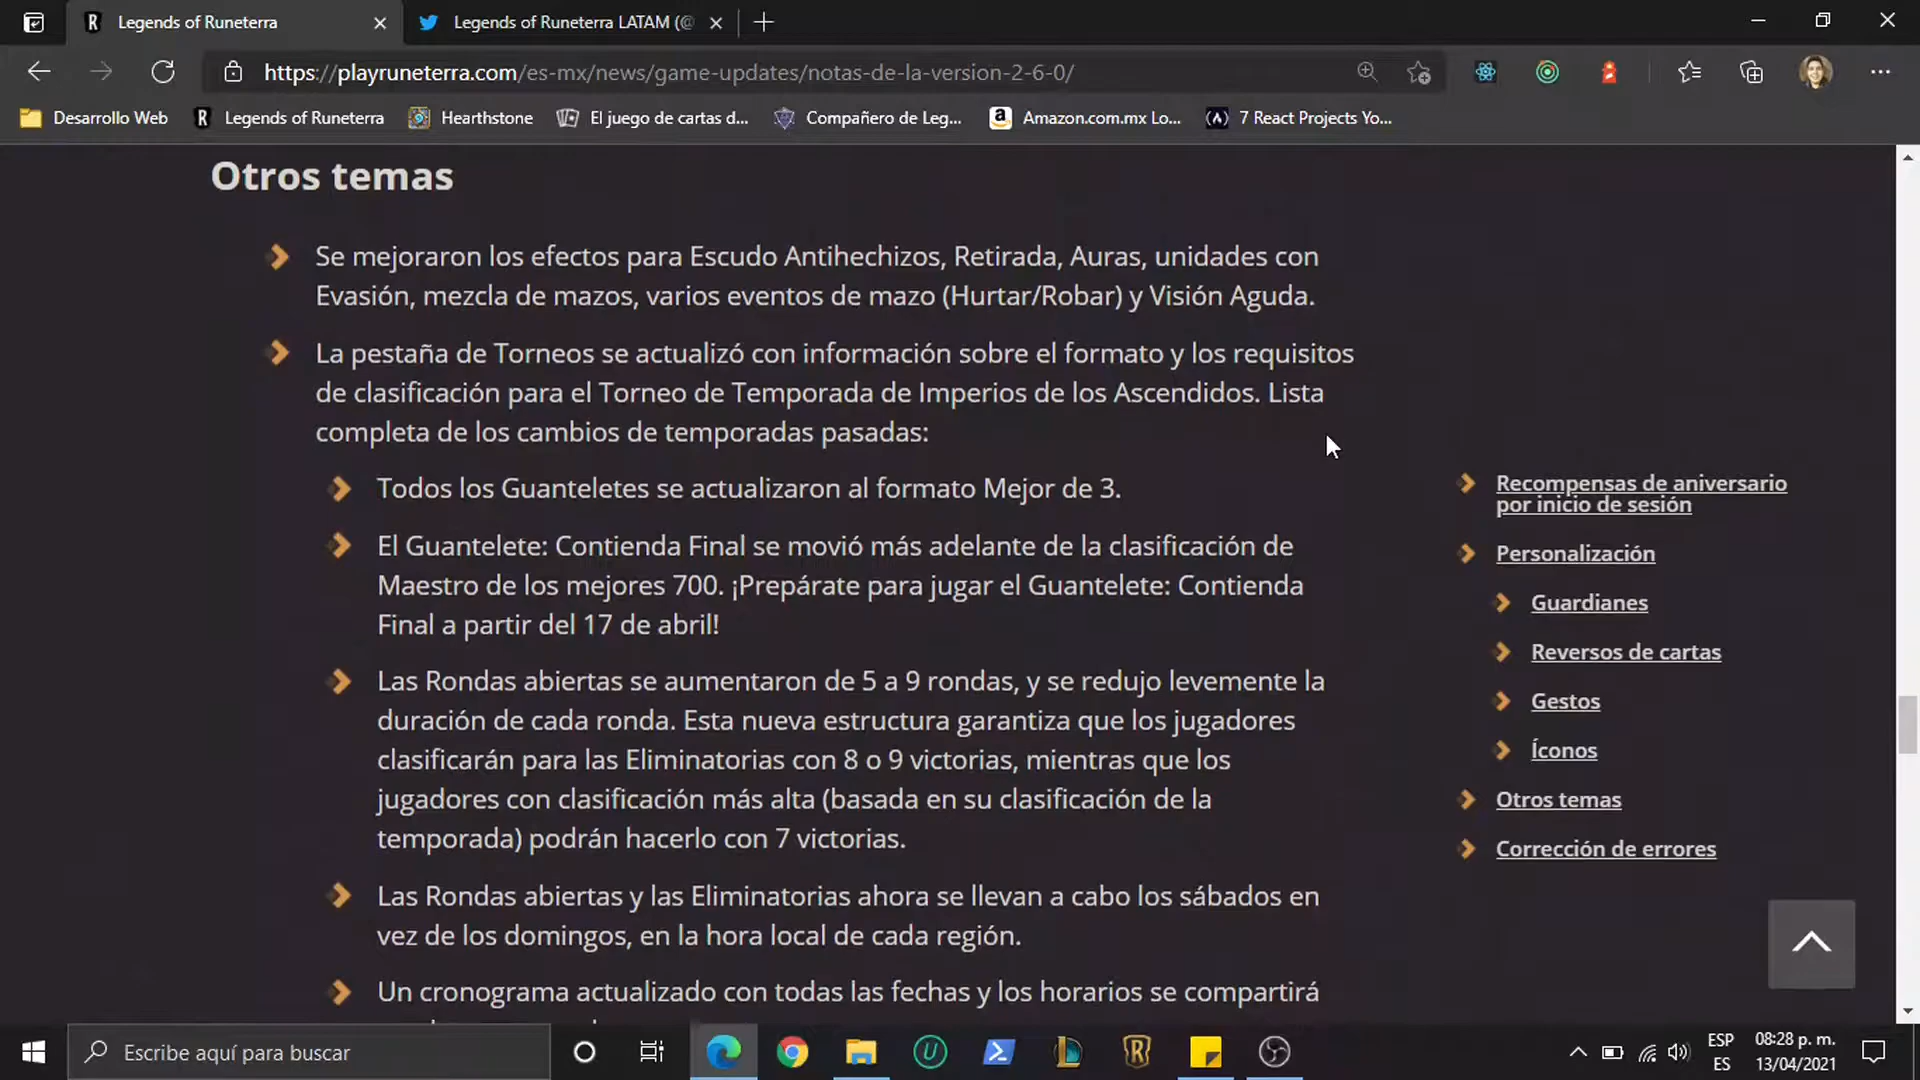 Legends of Runeterra
Legends of Runeterra LATAM (@
https://playruneterra.com/es-mx/news/game-updates/notas-de-la-version-2-6-0/
Desarrollo Web
Legends of Runeterra
Hearthstone
El juego de cartas d...
Compañero de Leg...
Amazon.com.mx Lo...
7 React Projects Yo...
Otros temas
Se mejoraron los efectos para Escudo Antihechizos, Retirada, Auras, unidades con
Evasión, mezcla de mazos, varios eventos de mazo (Hurtar/Robar) y Visión Aguda.
La pestaña de Torneos se actualizó con información sobre el formato y los requisitos
de clasificación para el Torneo de Temporada de Imperios de los Ascendidos. Lista
completa de los cambios de temporadas pasadas:
Todos los Guanteletes se actualizaron al formato Mejor de 3.
El Guantelete: Contienda Final se movió más adelante de la clasificación de
Maestro de los mejores 700. ¡Prepárate para jugar el Guantelete: Contienda
Final a partir del 17 de abril!
Las Rondas abiertas se aumentaron de 5 a 9 rondas, y se redujo levemente la
duración de cada ronda. Esta nueva estructura garantiza que los jugadores
clasificarán para las Eliminatorias con 8 o 9 victorias, mientras que los
jugadores con clasificación más alta (basada en su clasificación de la
temporada) podrán hacerlo con 7 victorias.
Las Rondas abiertas y las Eliminatorias ahora se llevan a cabo los sábados en
vez de los domingos, en la hora local de cada región.
Un cronograma actualizado con todas las fechas y los horarios se compartirá
Recompensas de aniversario
por inicio de sesión
Personalización
Guardianes
Reversos de cartas
Gestos
Íconos
Otros temas
Corrección de errores
Escribe aquí para buscar
ESP
ES
08:28 p. m.
13/04/2021